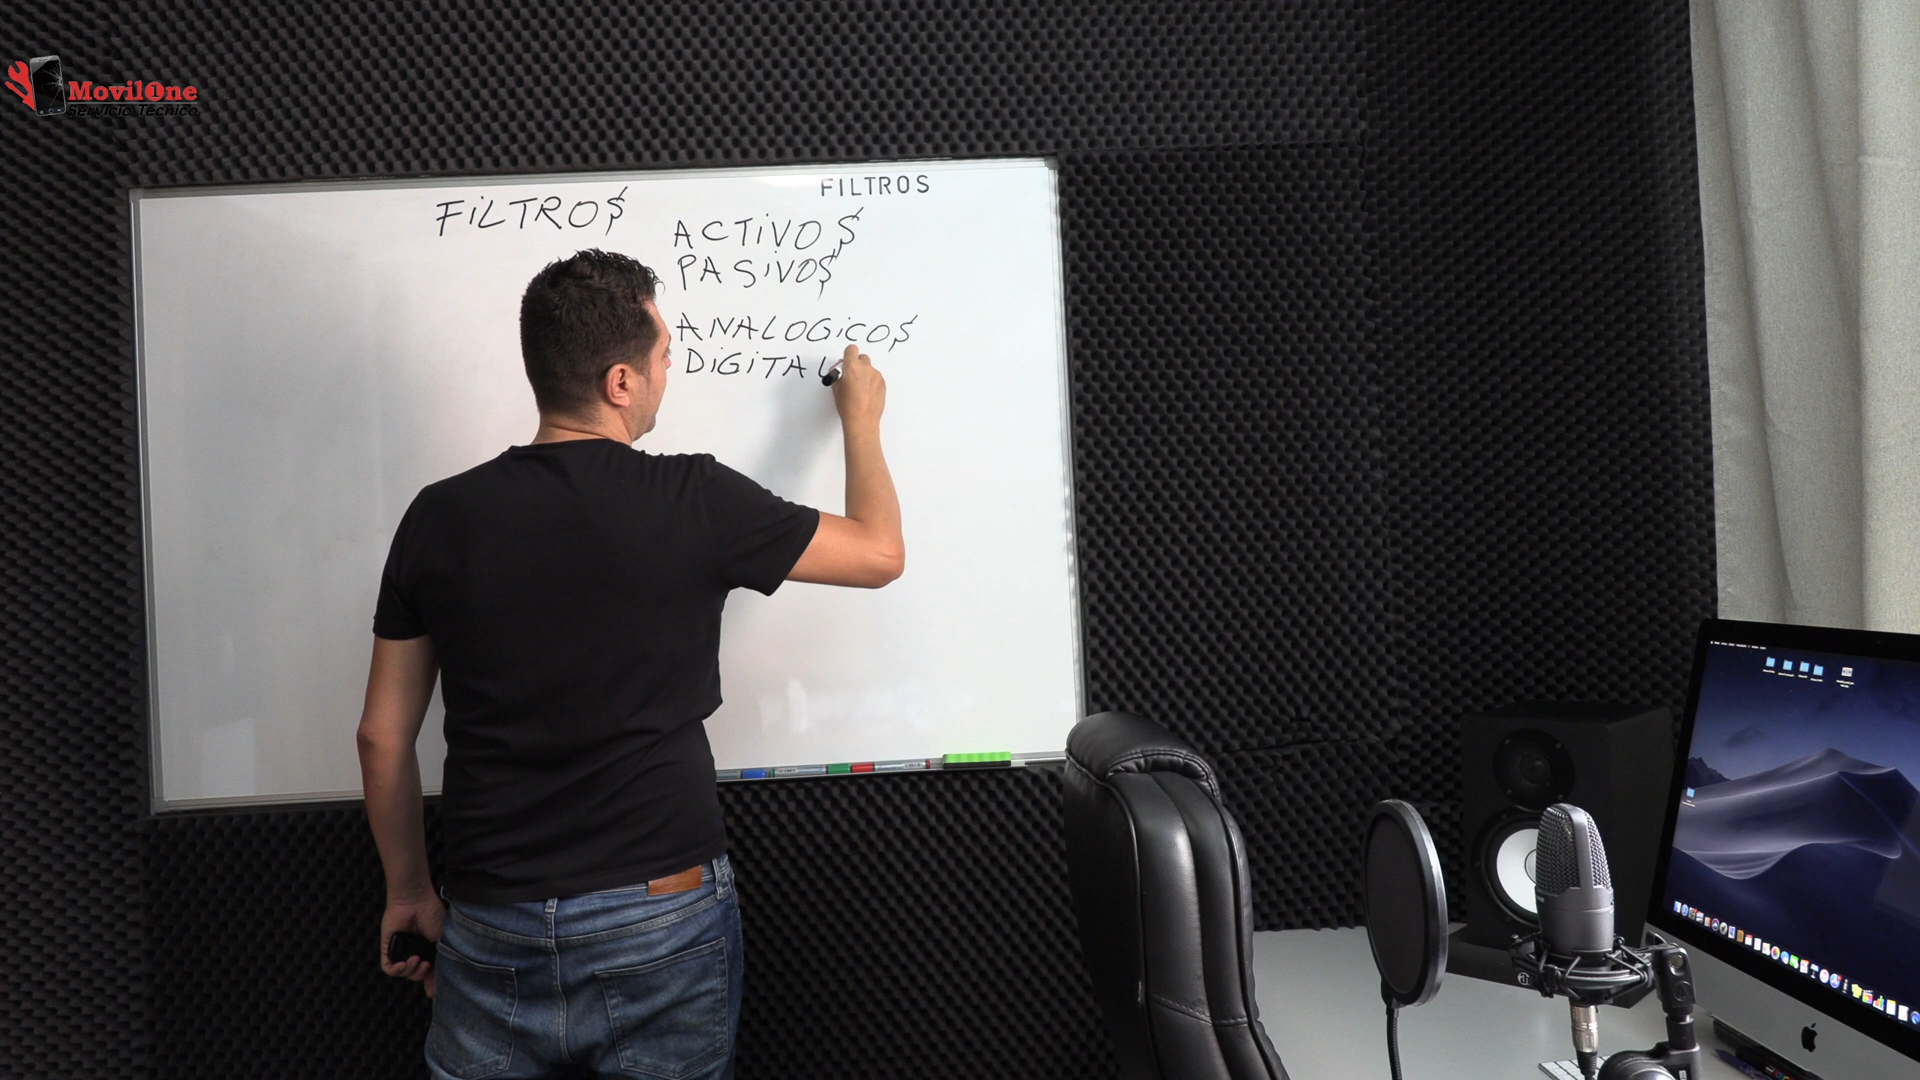 MovilOne
Servicio Técnico
FILTROS
FiLTROS
ACTiVOS
PASiVOS
ANALOGiCOS
DiGiTAL